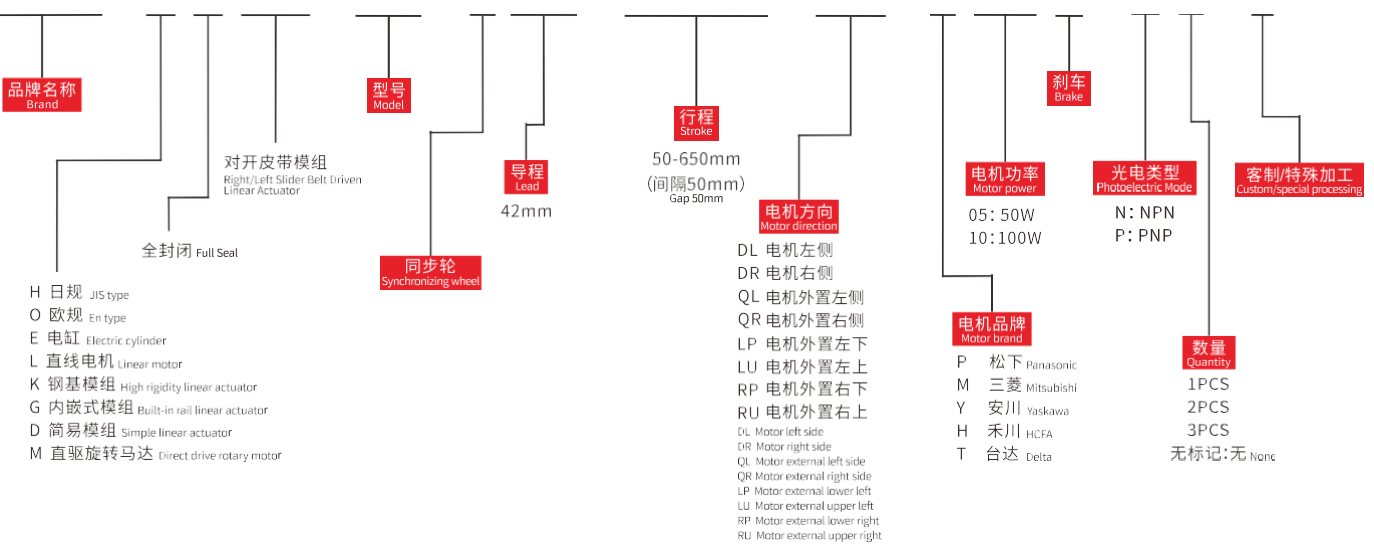 品牌名称
Brand
对开皮带模组
Right/Left Slider Belt Driven
Linear Actuator
全封闭 Full Seal
H 日规 JIS type
O 欧规 En type
E 电缸 Electric cylinder
L 直线电机 Linear motor
K 钢基模组 High rigidity linear actuator
G 内嵌式模组 Built-in rail linear actuator
D 简易模组 Simple linear actuator
M 直驱旋转马达 Direct drive rotary motor
型号
Model
同步轮
Synchronizing wheel
导程
Lead
42mm
行程
Stroke
50-650mm
(间隔50mm)
Gap 50mm
电机方向
Motor direction
DL 电机左侧
DR 电机右侧
QL 电机外置左侧
QR 电机外置右侧
LP 电机外置左下
LU 电机外置左上
RP 电机外置右下
RU 电机外置右上
DL Motor left side
DR Motor right side
QL Motor external left side
QR Motor external right side
LP Motor external lower left
LU Motor external upper left
RP Motor external lower right
RU Motor external upper right
电机品牌
Motor brand
P 松下 Panasonic
M 三菱 Mitsubishi
Y 安川 Yaskawa
H 禾川 HCFA
T 台达 Delta
电机功率
Motor power
05：50W
10：100W
刹车
Brake
光电类型
Photoelectric Mode
N：NPN
P：PNP
数量
Quantity
1PCS
2PCS
3PCS
无标记：无 None
客制/特殊加工
Custom/special processing